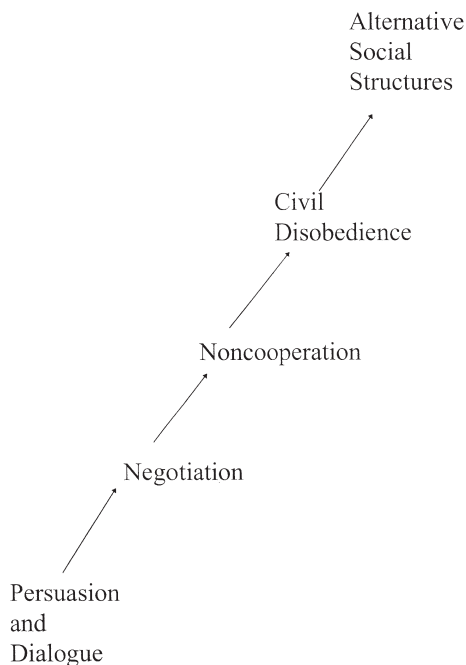 Alternative
Social
Structures
Civil
Disobedience
Noncooperation
Negotiation
Persuasion
and
Dialogue